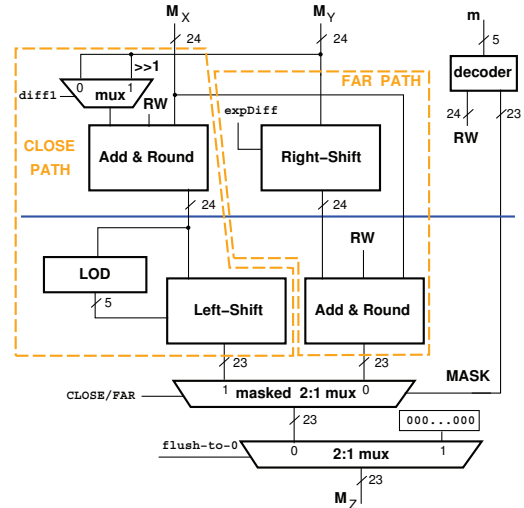 M_X M_Y m
24 24 5
>>1
FAR PATH
decoder
0 1
diff1 mux RW
expDiff
24 23
RW
CLOSE
PATH
Add & Round Right-Shift
24 24
RW
LOD
5
Left-Shift Add & Round
23 23
MASK
1 masked 2:1 mux 0
CLOSE/FAR
23 000...000
flush-to-0 0 1
2:1 mux
23
M_Z